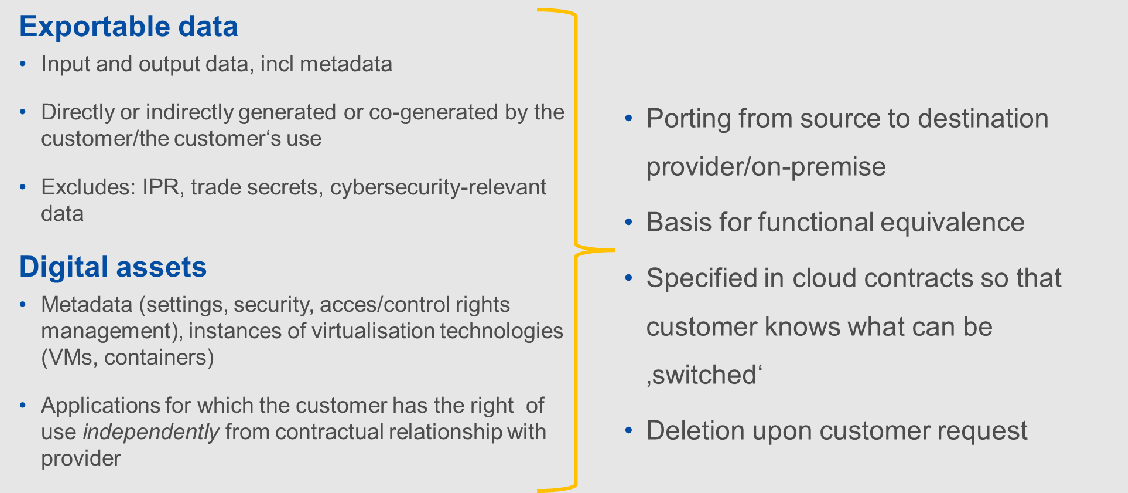 Exportable data
• Input and output data, incl metadata
• Directly or indirectly generated or co-generated by the
customer/the customer‘s use
• Excludes: IPR, trade secrets, cybersecurity-relevant
data
Digital assets
• Metadata (settings, security, acces/control rights
management), instances of virtualisation technologies
(VMs, containers)
• Applications for which the customer has the right of
use independently from contractual relationship with
provider
• Porting from source to destination
provider/on-premise
• Basis for functional equivalence
• Specified in cloud contracts so that
customer knows what can be
‚switched‘
• Deletion upon customer request